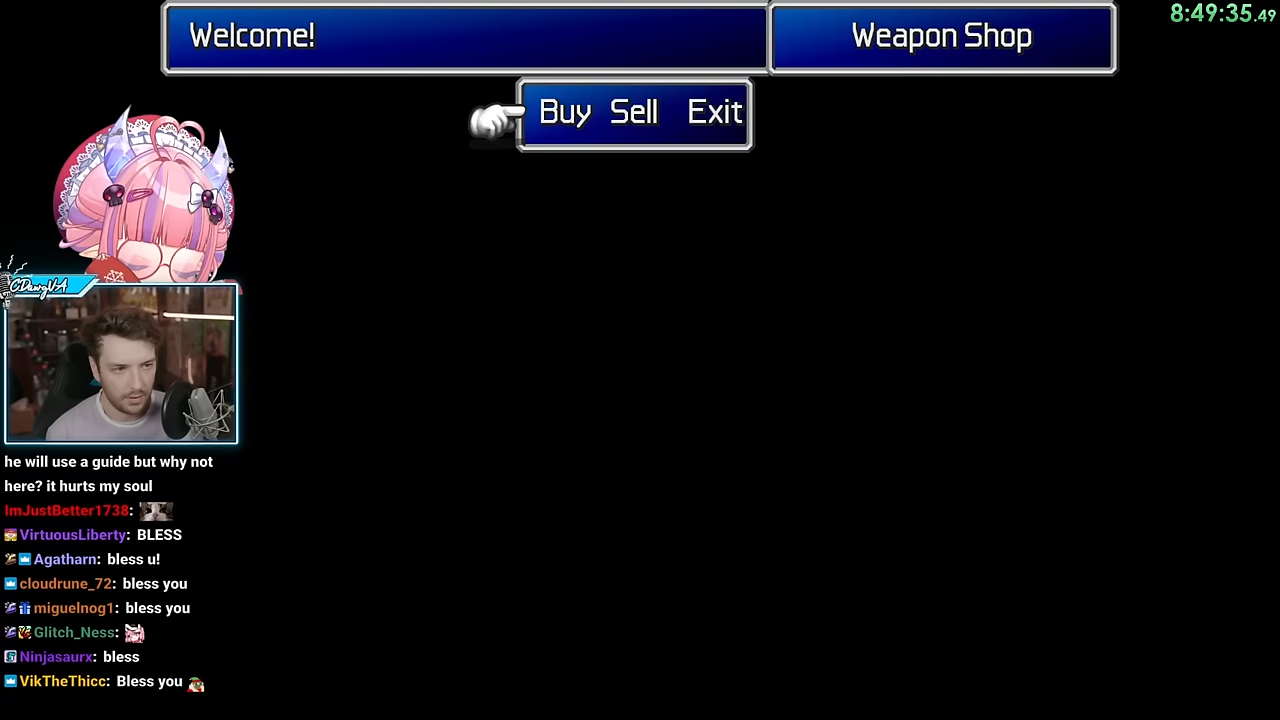 8:49:35.49
Welcome!
Weapon Shop
Buy Sell Exit
CDawgVA
he will use a guide but why not
here? it hurts my soul
ImJustBetter1738:
VirtuousLiberty: BLESS
Agatharn: bless u!
cloudrune_72: bless you
miguelnog1: bless you
Glitch_Ness:
Ninjasaurx: bless
VikTheThicc: Bless you